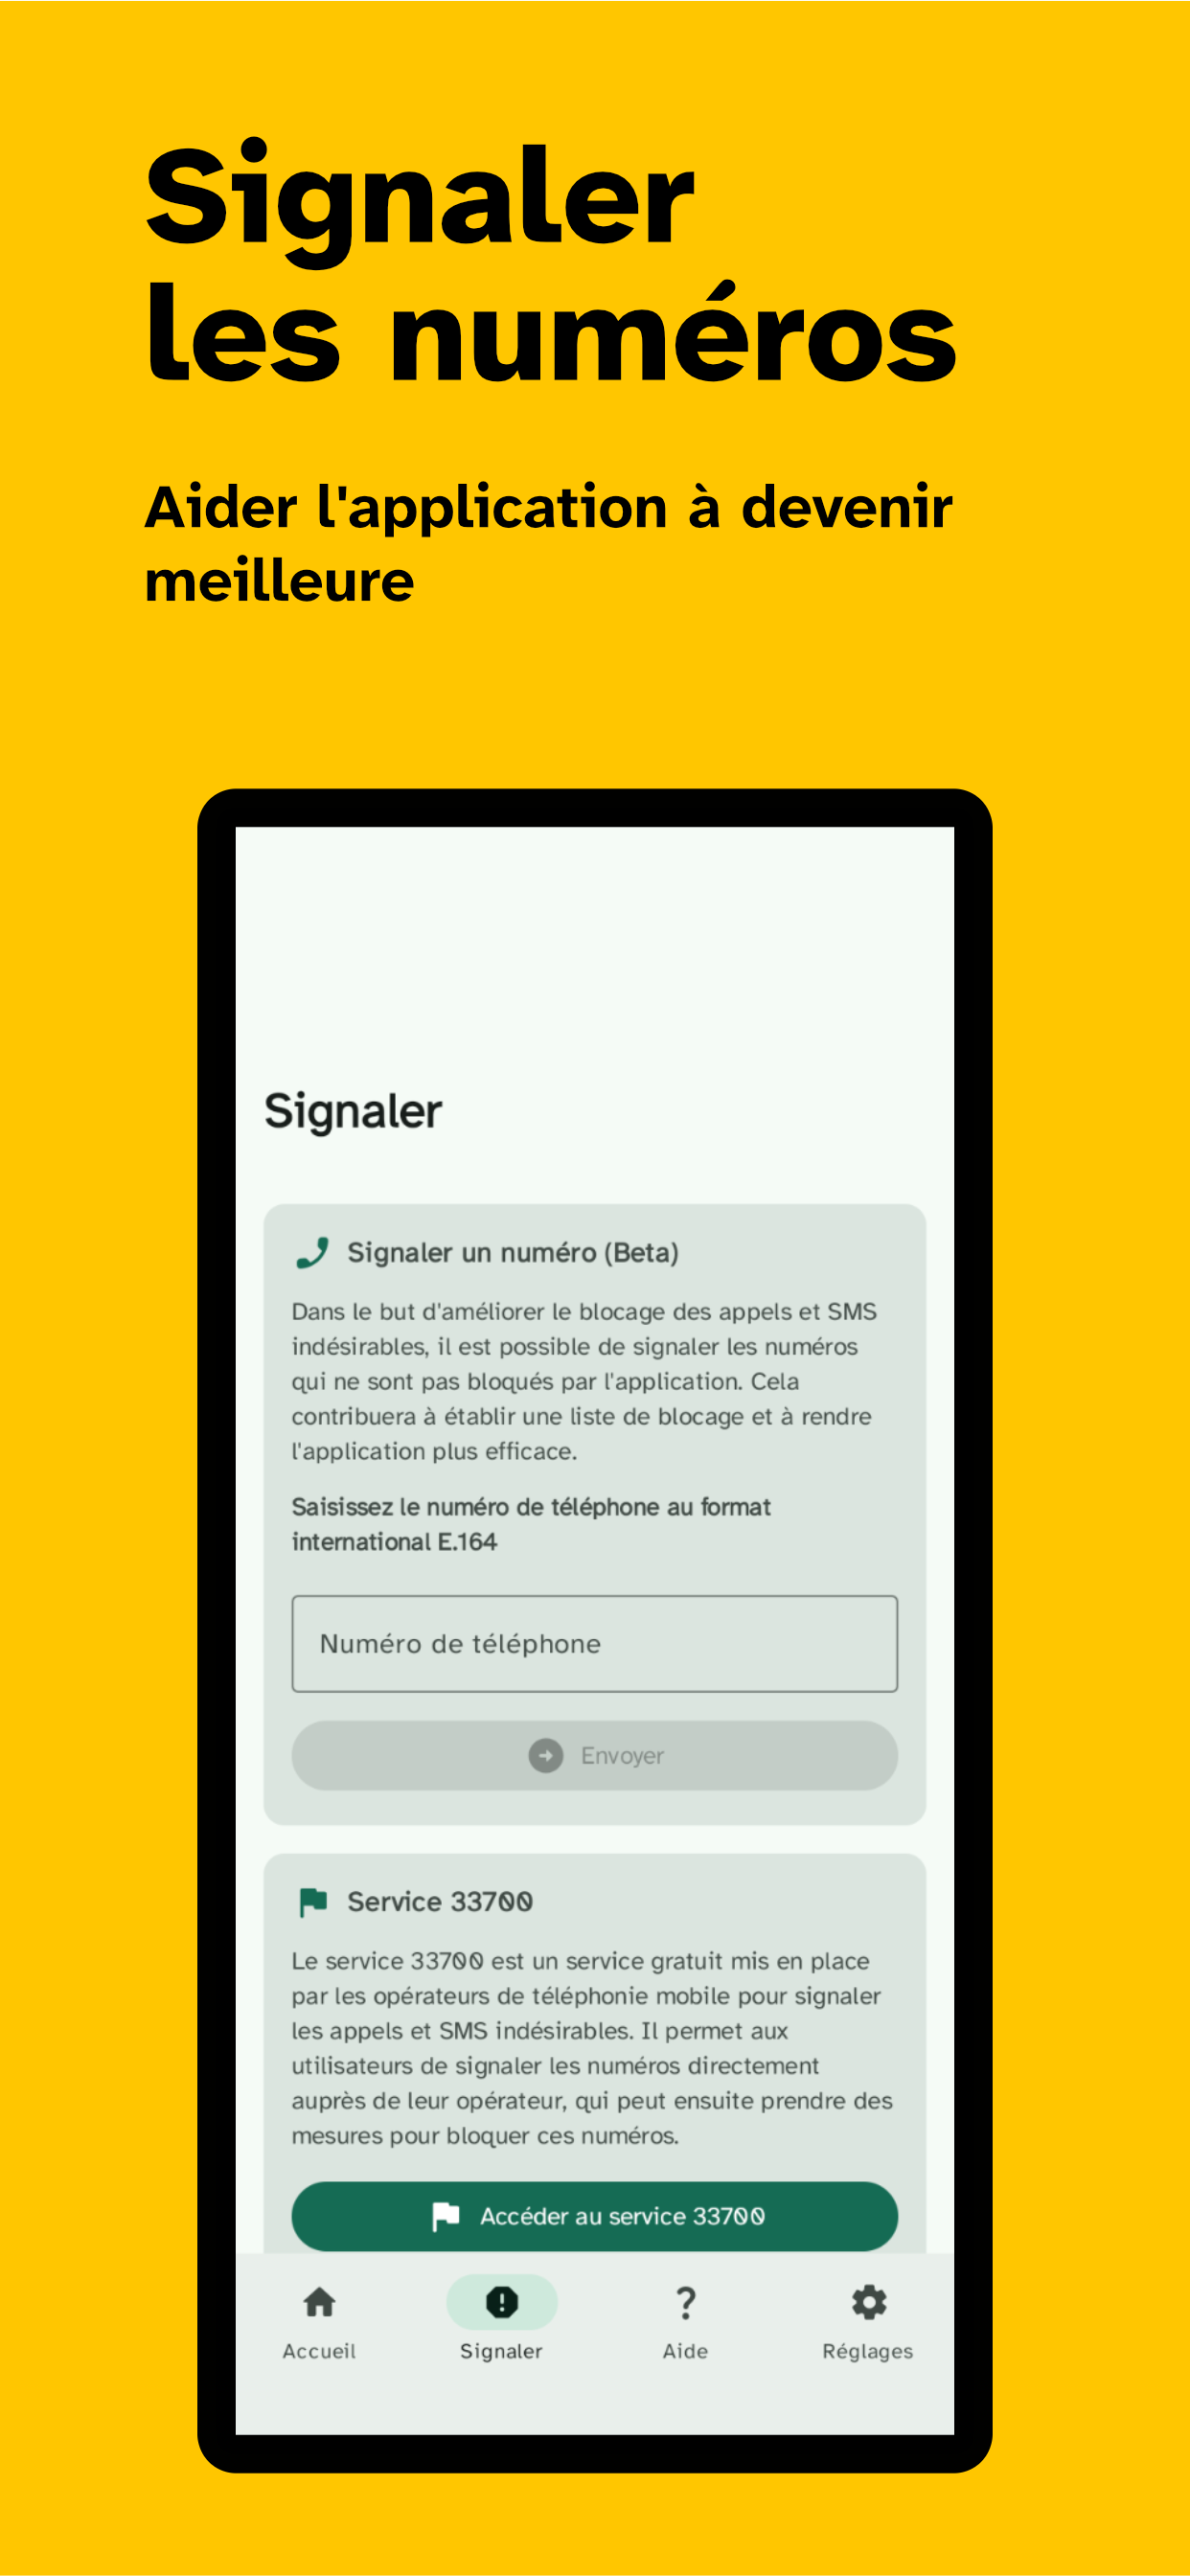 Signaler
les numéros
Aider l'application à devenir
meilleure
Signaler
Signaler un numéro (Beta)
Dans le but d'améliorer le blocage des appels et SMS
indésirables, il est possible de signaler les numéros
qui ne sont pas bloqués par l'application. Cela
contribuera à établir une liste de blocage et à rendre
l'application plus efficace.
Saisissez le numéro de téléphone au format
international E.164
Numéro de téléphone
Envoyer
Service 33700
Le service 33700 est un service gratuit mis en place
par les opérateurs de téléphonie mobile pour signaler
les appels et SMS indésirables. Il permet aux
utilisateurs de signaler les numéros directement
auprès de leur opérateur, qui peut ensuite prendre des
mesures pour bloquer ces numéros.
Accéder au service 33700
Accueil
Signaler
Aide
Réglages